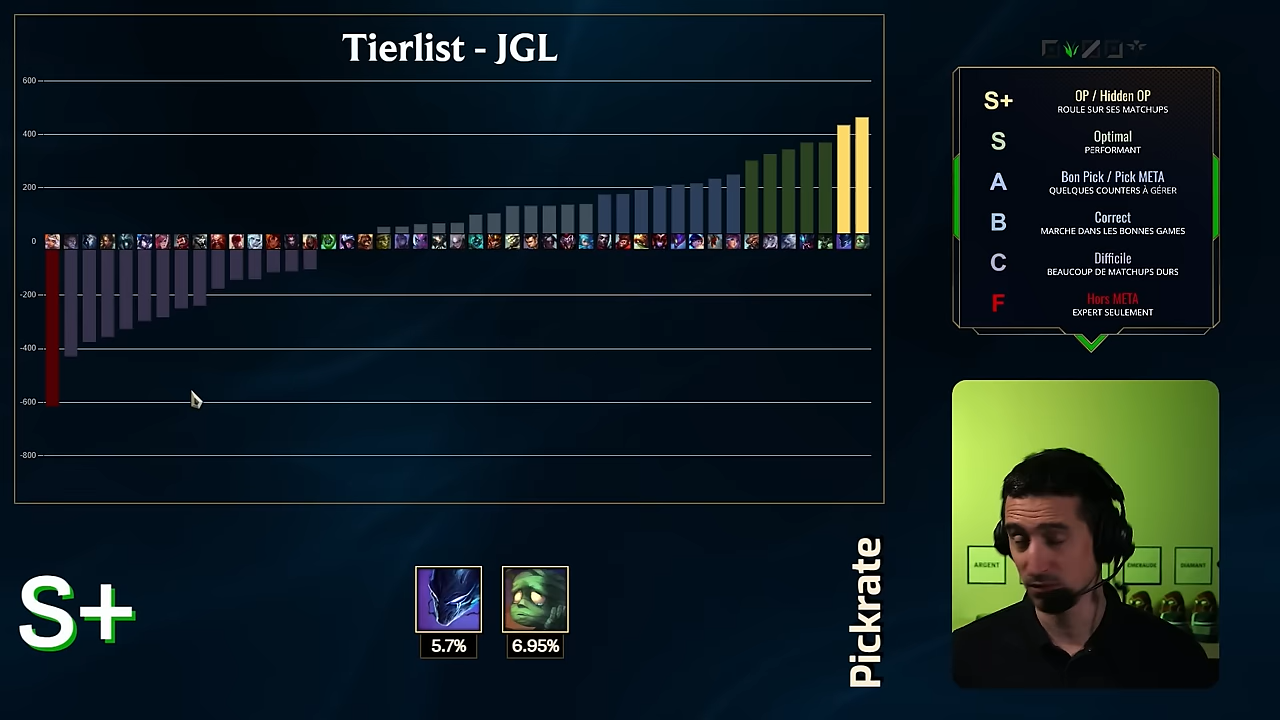 Tierlist - JGL
600
400
200
0
-200
-400
-600
-800
S+
OP / Hidden OP
ROULE SUR SES MATCHUPS
S
Optimal
PERFORMANT
A
Bon Pick / Pick META
QUELQUES COUNTERS À GÉRER
B
Correct
MARCHE DANS LES BONNES GAMES
C
Difficile
BEAUCOUP DE MATCHUPS DURS
F
Hors META
EXPERT SEULEMENT
S+
5.7%
6.95%
Pickrate
ARGENT
EMERAUDE
DIAMANT